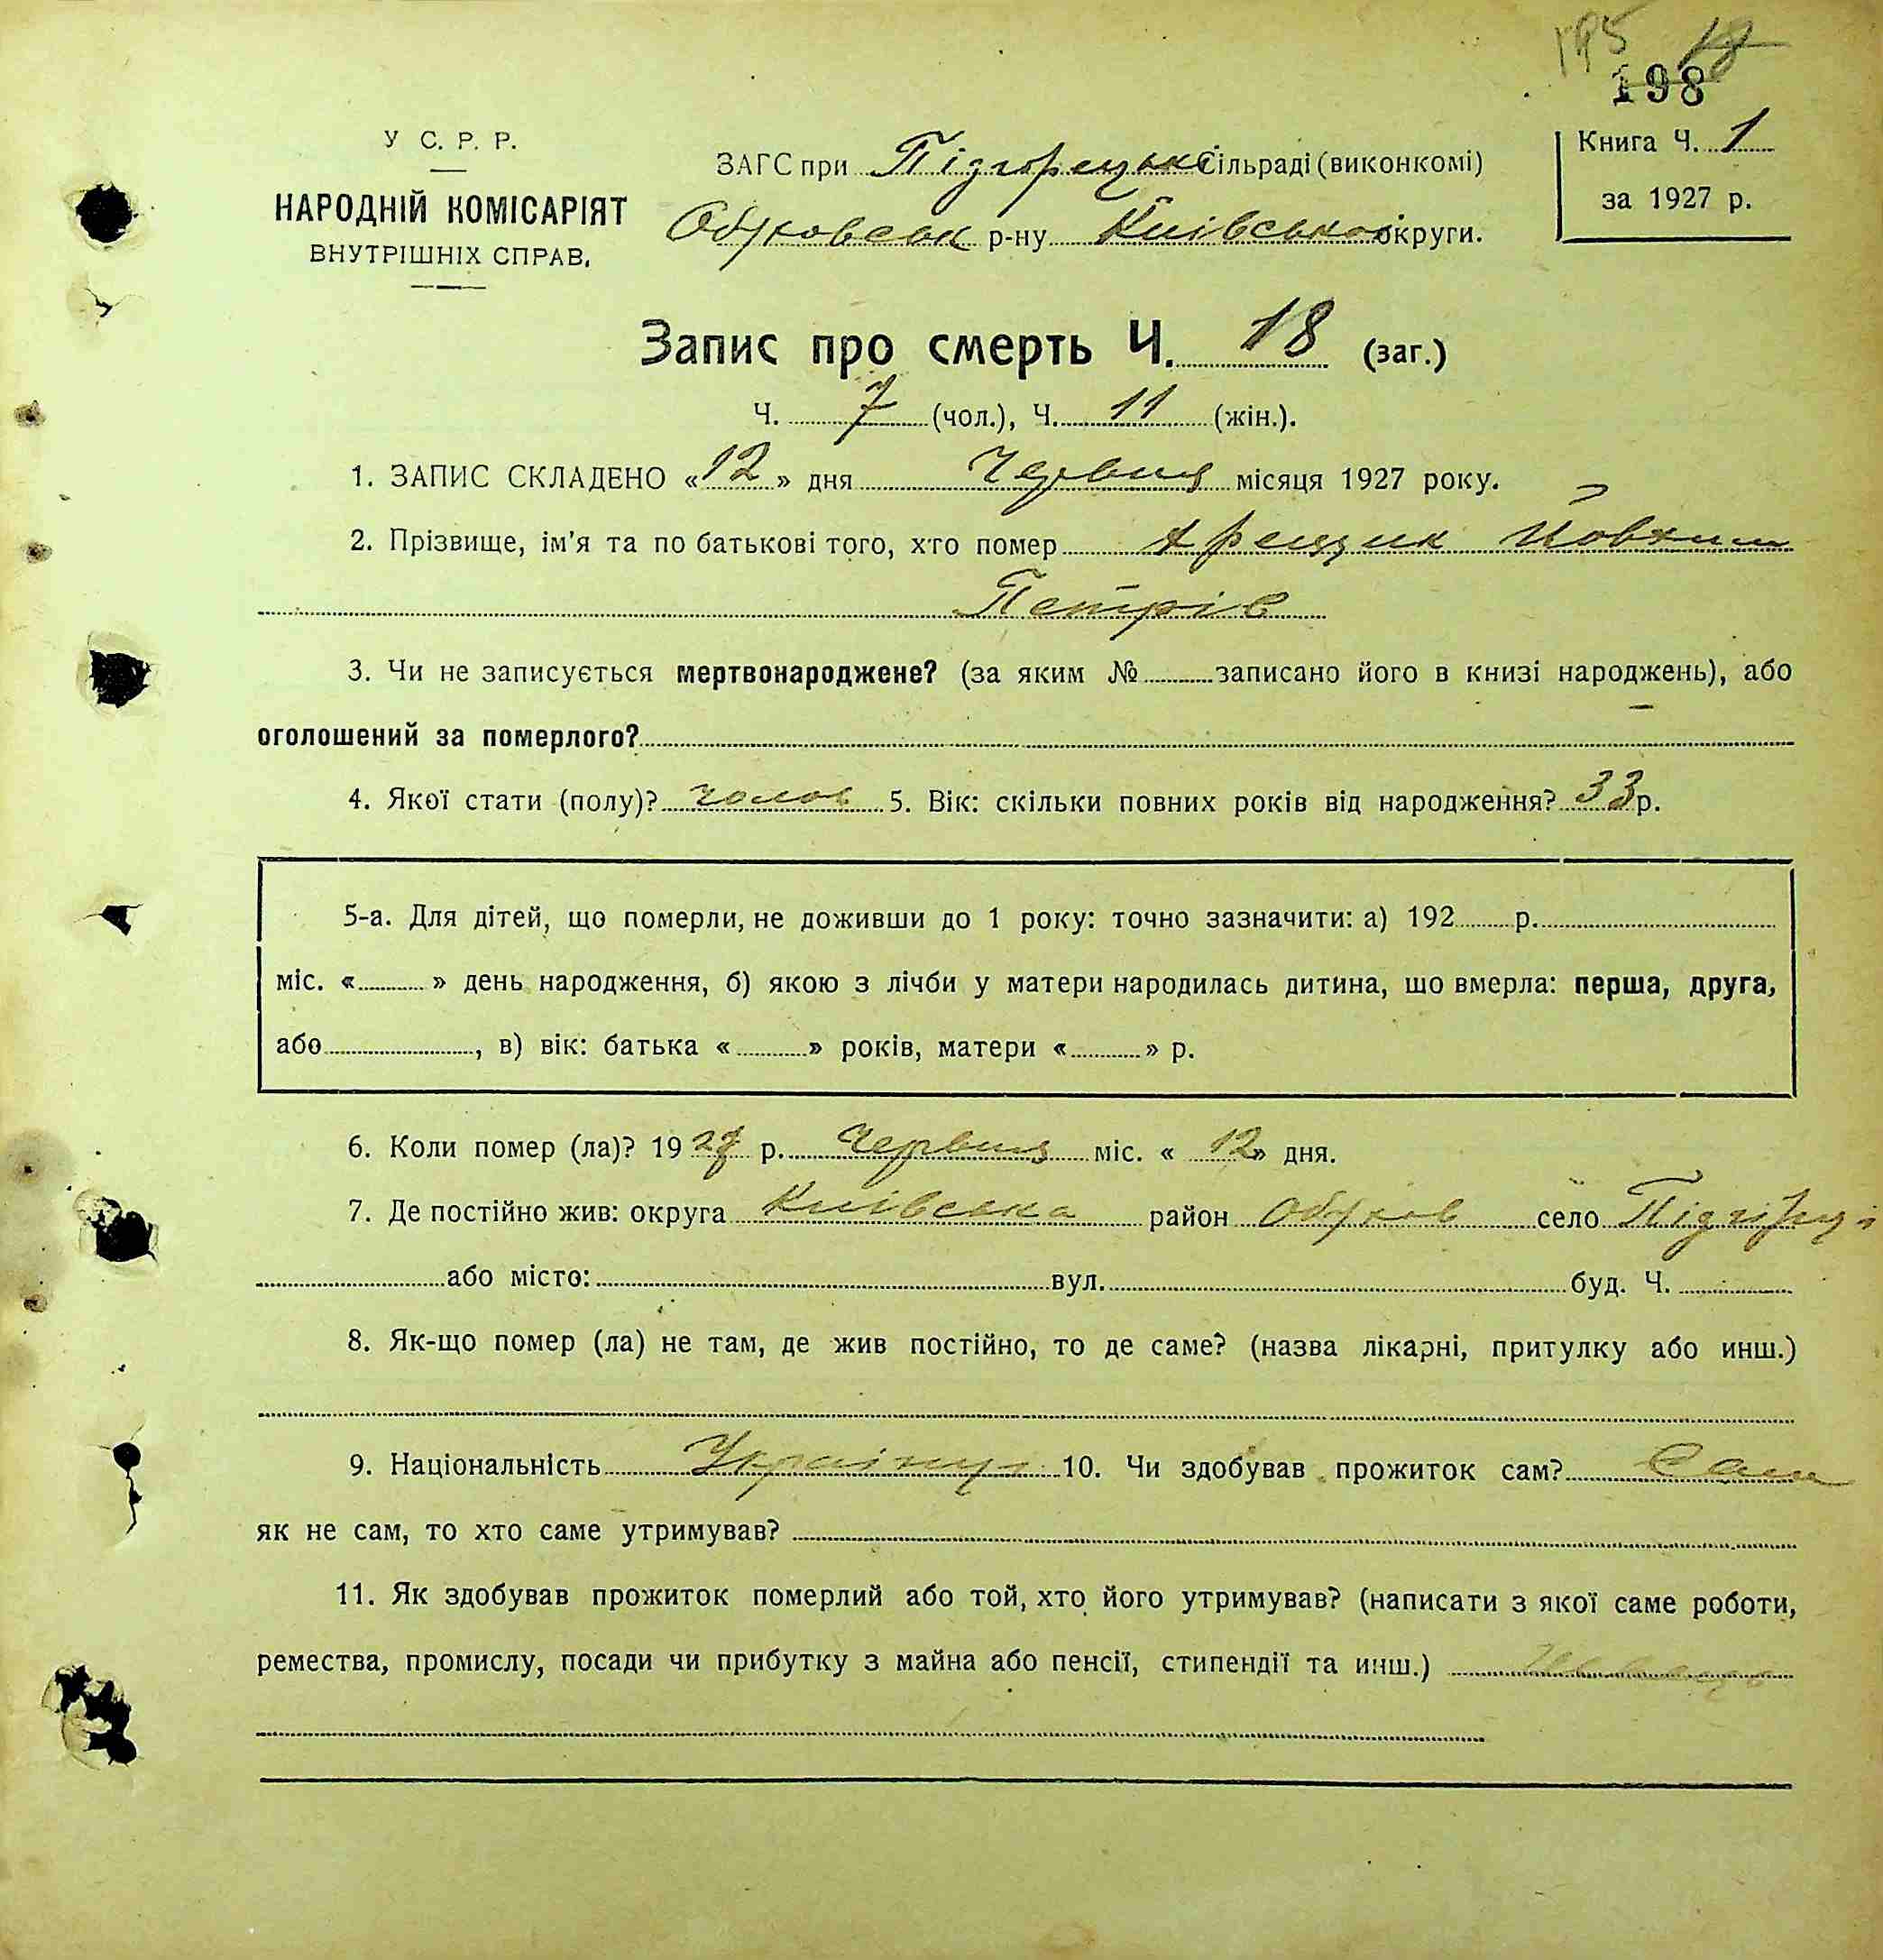 195 18
198
У С. Р. Р.
НАРОДНІЙ КОМІСАРІЯТ
ВНУТРІШНІХ СПРАВ.
ЗАГС при Підгорецькі Сільраді (виконкомі)
Обуховськ р-ну Київської округи.
Книга Ч. 1
за 1927 р.
Запис про смерть Ч. 18 (заг.)
Ч. 7 (чол.), Ч. 11 (жін.).
1. ЗАПИС СКЛАДЕНО «12» дня Червця місяця 1927 року.
2. Прізвище, ім'я та по батькові того, хто помер Йовхим
Петрів
3. Чи не записується мертвонароджене? (за яким № записано його в книзі народжень), або
оголошений за померлого?
4. Якої стати (полу)? чолов 5. Вік: скільки повних років від народження? 33 р.
5-а. Для дітей, що померли, не доживши до 1 року: точно зазначити: а) 192 р.
міс. « » день народження, б) якою з лічби у матери народилась дитина, що вмерла: перша, друга,
або , в) вік: батька « » років, матери « » р.
6. Коли помер (ла)? 1927 р. Червця міс. «12» дня.
7. Де постійно жив: округа Київська район Обухов село Підгірці
або місто: вул. буд. Ч.
8. Як-що помер (ла) не там, де жив постійно, то де саме? (назва лікарні, притулку або инш.)
9. Національність Українці 10. Чи здобував прожиток сам? Сам
як не сам, то хто саме утримував?
11. Як здобував прожиток померлий або той, хто його утримував? (написати з якої саме роботи,
ремества, промислу, посади чи прибутку з майна або пенсії, стипендії та инш.)